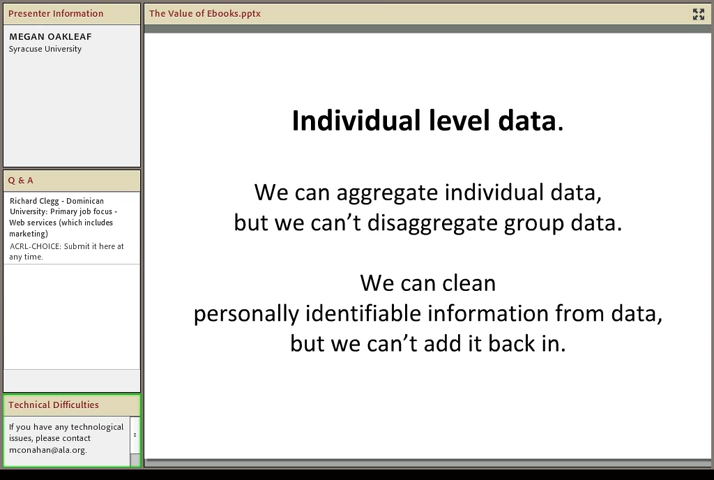 Presenter Information
MEGAN OAKLEAF
Syracuse University
Q & A
Richard Clegg - Dominican
University: Primary job focus -
Web services (which includes
marketing)
ACRL-CHOICE: Submit it here at
any time.
Technical Difficulties
If you have any technological
issues, please contact
mconahan@ala.org.
The Value of Ebooks.pptx
Individual level data.
We can aggregate individual data,
but we can’t disaggregate group data.
We can clean
personally identifiable information from data,
but we can’t add it back in.